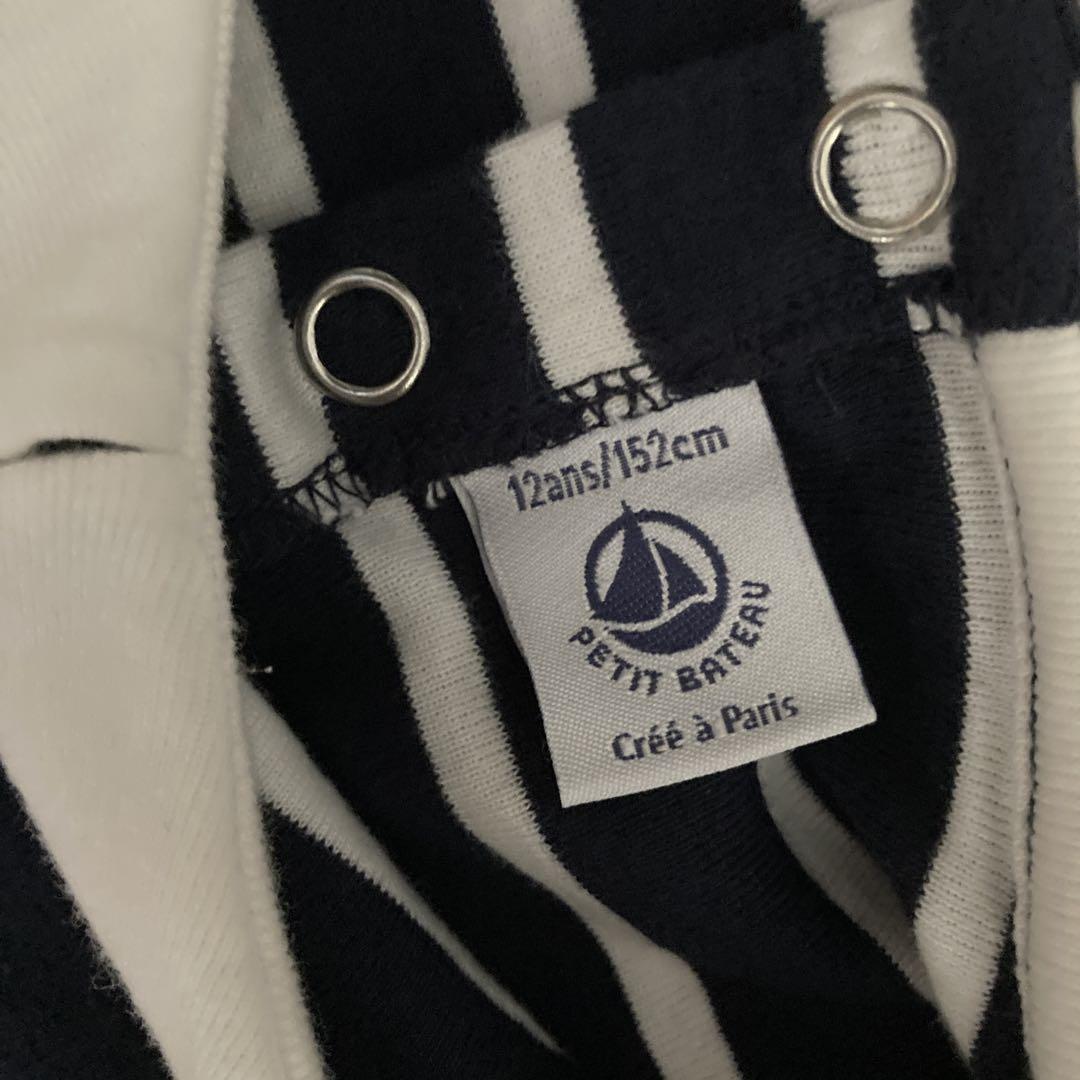 12ans/152cm
PETIT BATEAU
Créé à Paris